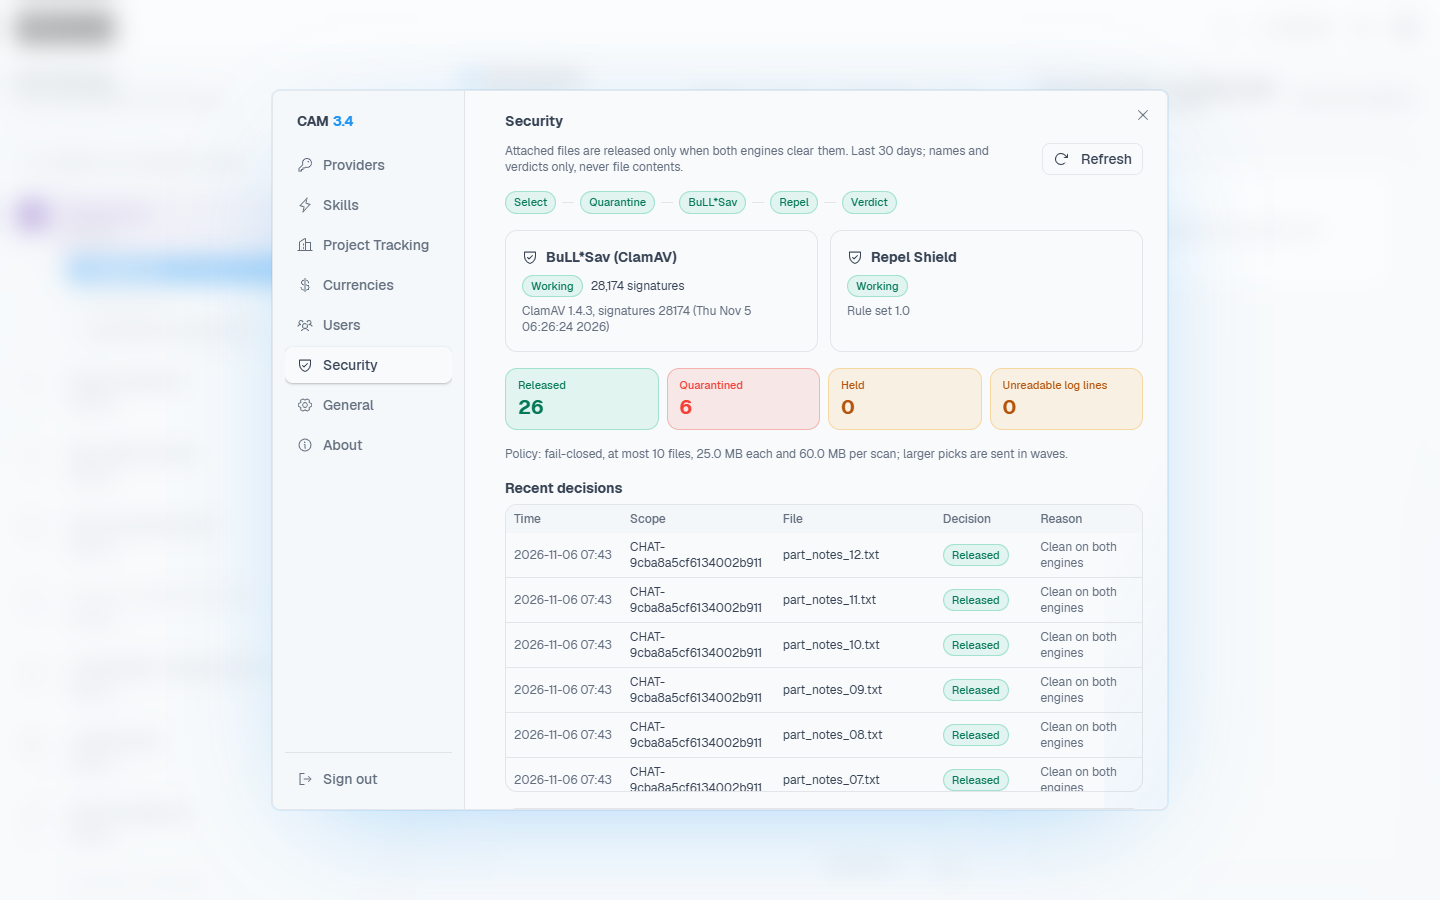 CAM 3.4
Providers
Skills
Project Tracking
Currencies
Users
Security
General
About
Sign out
Security
Attached files are released only when both engines clear them. Last 30 days; names and
verdicts only, never file contents.
Refresh
Select
Quarantine
BuLL*Sav
Repel
Verdict
BuLL*Sav (ClamAV)
Working 28,174 signatures
ClamAV 1.4.3, signatures 28174 (Thu Nov 5
06:26:24 2026)
Repel Shield
Working
Rule set 1.0
Released
26
Quarantined
6
Held
0
Unreadable log lines
0
Policy: fail-closed, at most 10 files, 25.0 MB each and 60.0 MB per scan; larger picks are sent in waves.
Recent decisions
Time Scope File Decision Reason
2026-11-06 07:43 CHAT-9cba8a5cf6134002b911 part_notes_12.txt Released Clean on both engines
2026-11-06 07:43 CHAT-9cba8a5cf6134002b911 part_notes_11.txt Released Clean on both engines
2026-11-06 07:43 CHAT-9cba8a5cf6134002b911 part_notes_10.txt Released Clean on both engines
2026-11-06 07:43 CHAT-9cba8a5cf6134002b911 part_notes_09.txt Released Clean on both engines
2026-11-06 07:43 CHAT-9cba8a5cf6134002b911 part_notes_08.txt Released Clean on both engines
2026-11-06 07:43 CHAT-9cba8a5cf6134002b911 part_notes_07.txt Released Clean on both engines